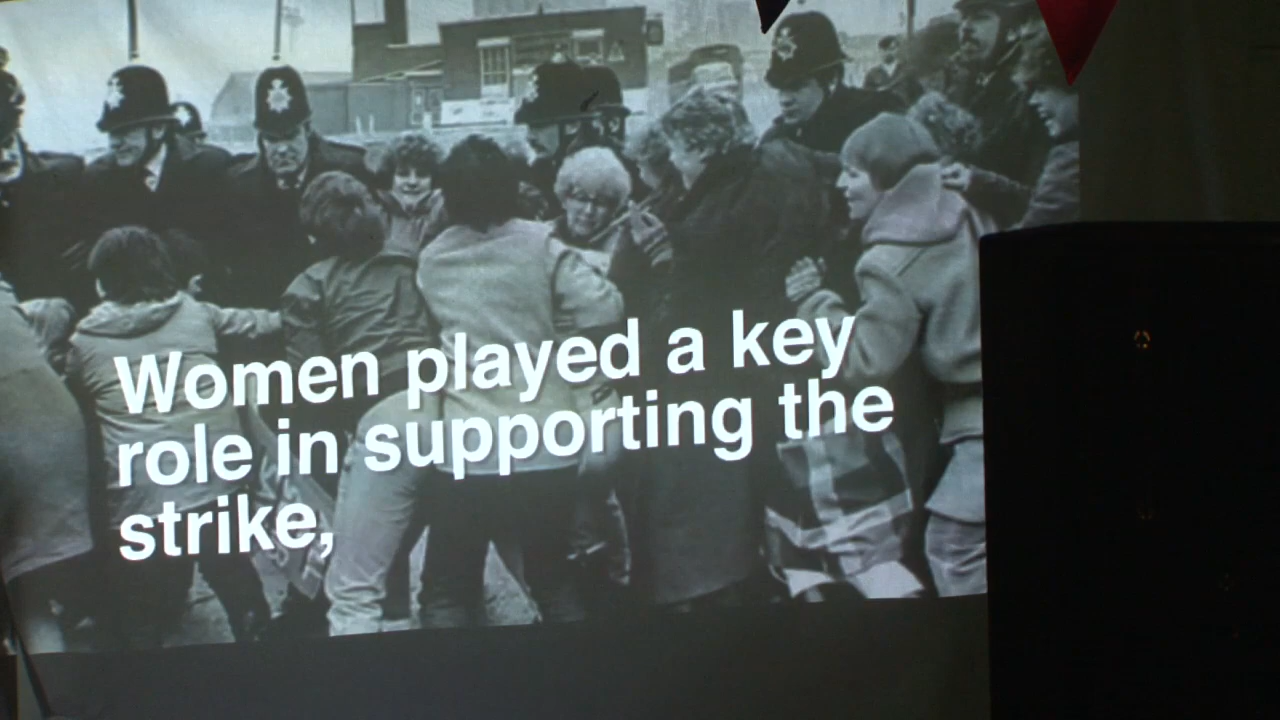 Women played a key
role in supporting the
strike,